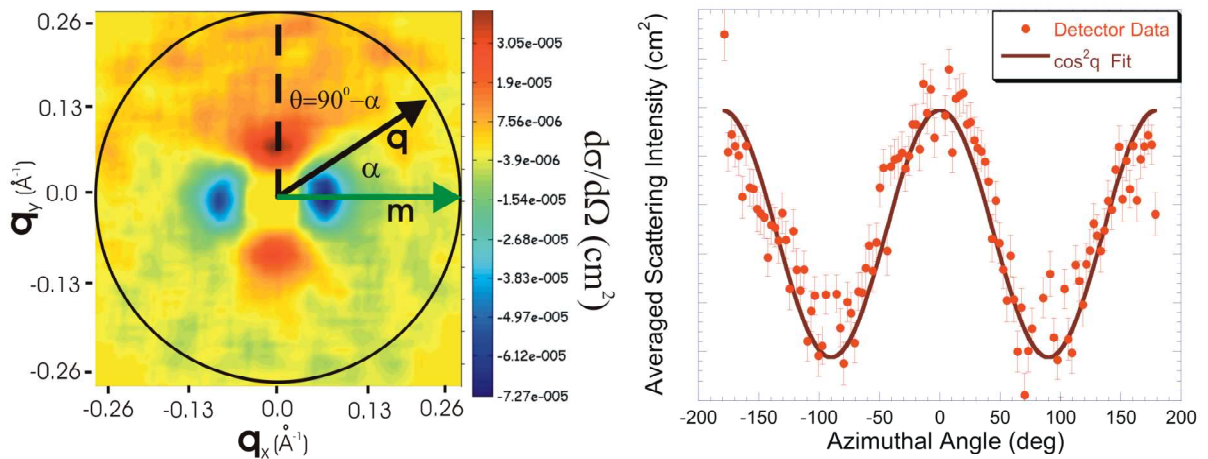 0.26
0.13
0.0
-0.13
-0.26
qY (Å-1)
-0.26
-0.13
0.0
0.13
0.26
qx (Å-1)
θ=90⁰−α
q
α
m
3.05e-005
1.9e-005
7.56e-006
-3.9e-006
-1.54e-005
-2.68e-005
-3.83e-005
-4.97e-005
-6.12e-005
-7.27e-005
dσ/dΩ (cm2)
Averaged Scattering Intensity (cm2)
Detector Data
cos2q Fit
-200
-150
-100
-50
0
50
100
150
200
Azimuthal Angle (deg)